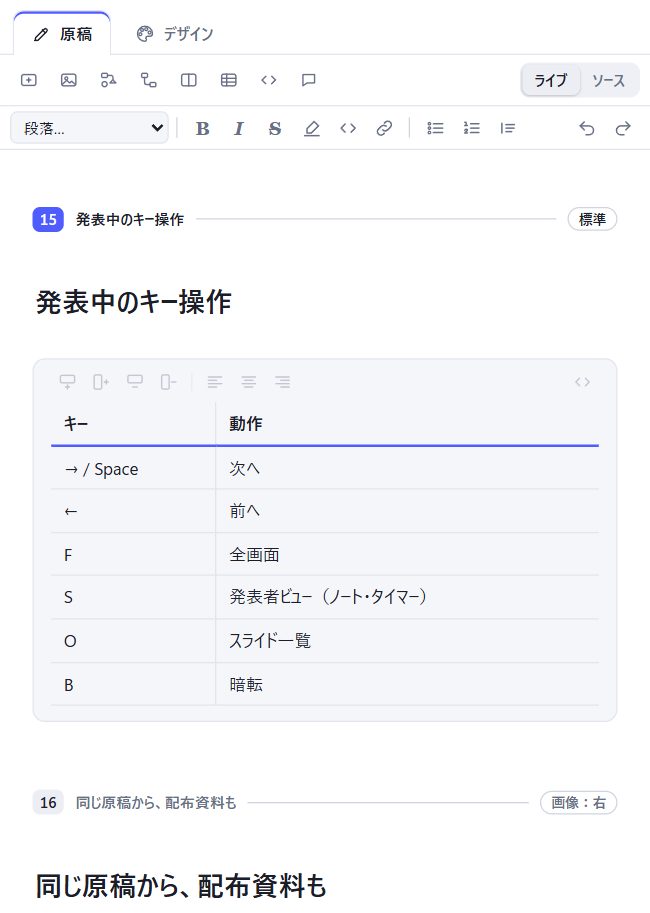 原稿 デザイン
ライブ ソース
段落... B I S
15 発表中のキー操作 標準
発表中のキー操作
キー 動作
→ / Space 次へ
← 前へ
F 全画面
S 発表者ビュー（ノート・タイマー）
O スライド一覧
B 暗転
16 同じ原稿から、配布資料も 画像：右
同じ原稿から、配布資料も